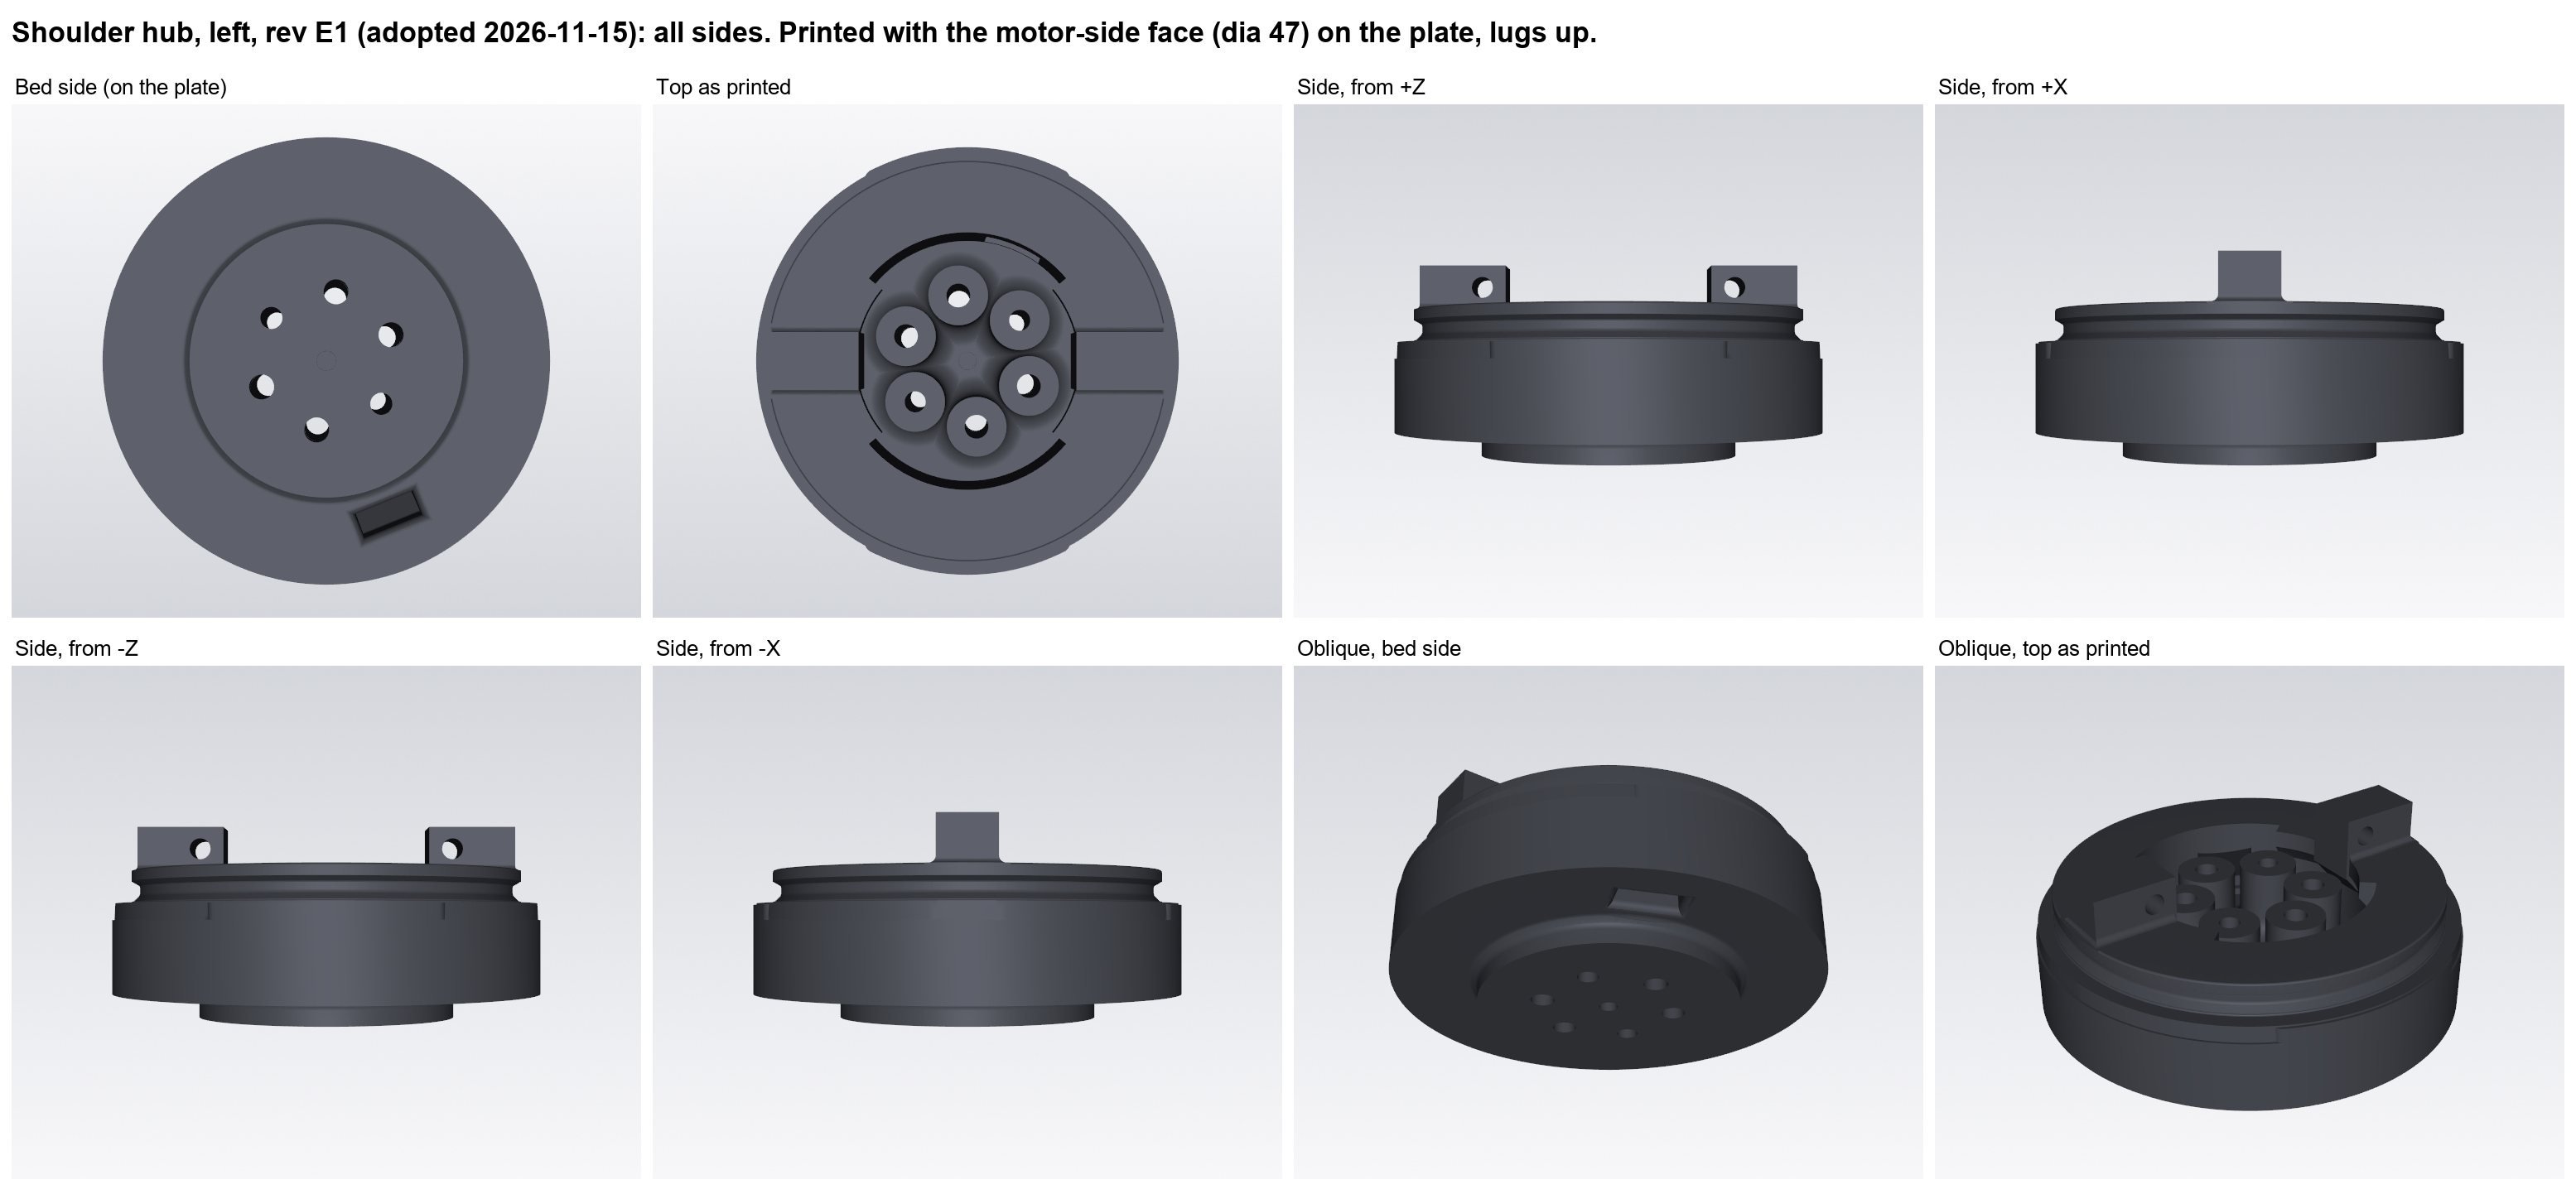 Shoulder hub, left, rev E1 (adopted 2026-11-15): all sides. Printed with the motor-side face (dia 47) on the plate, lugs up.
Bed side (on the plate)
Top as printed
Side, from +Z
Side, from +X
Side, from -Z
Side, from -X
Oblique, bed side
Oblique, top as printed